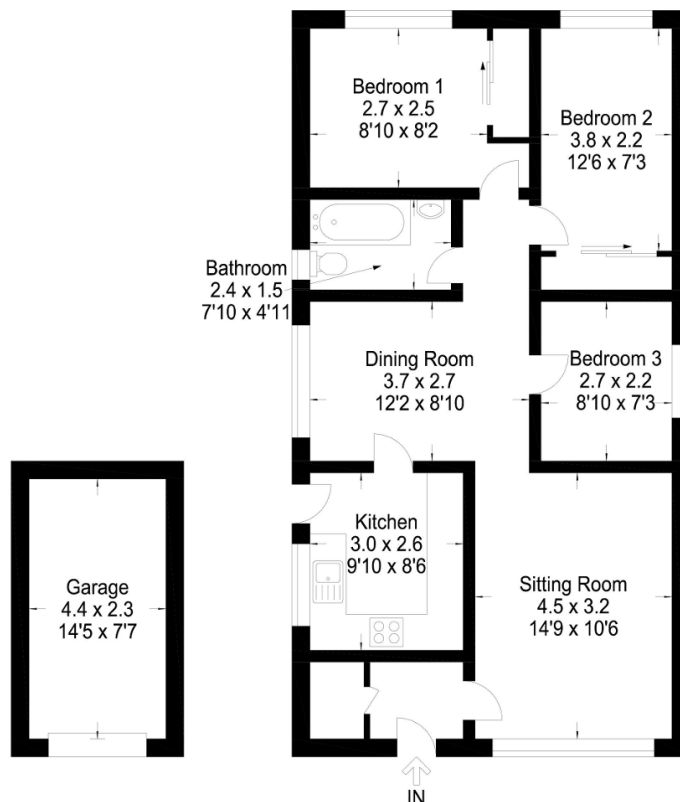 Bedroom 1
2.7 x 2.5
8'10 x 8'2
Bedroom 2
3.8 x 2.2
12'6 x 7'3
Bathroom
2.4 x 1.5
7'10 x 4'11
Dining Room
3.7 x 2.7
12'2 x 8'10
Bedroom 3
2.7 x 2.2
8'10 x 7'3
Kitchen
3.0 x 2.6
9'10 x 8'6
Garage
4.4 x 2.3
14'5 x 7'7
Sitting Room
4.5 x 3.2
14'9 x 10'6
IN